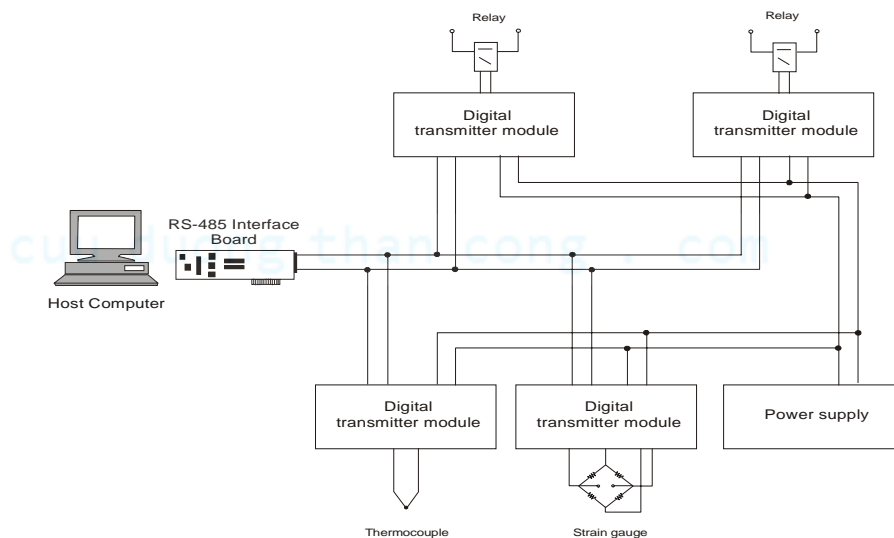 Relay
Relay
Digital
transmitter module
Digital
transmitter module
RS-485 Interface
Board
cuu duong than cong . com
Host Computer
Digital
transmitter module
Digital
transmitter module
Power supply
Thermocouple
Strain gauge